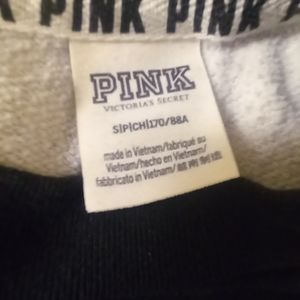 PINK PINK P
PINK
VICTORIA'S SECRET
S|P|CH|170/88A
made in Vietnam/fabriqué au
Vietnam/hecho en Vietnam/
fabbricato in Vietnam/